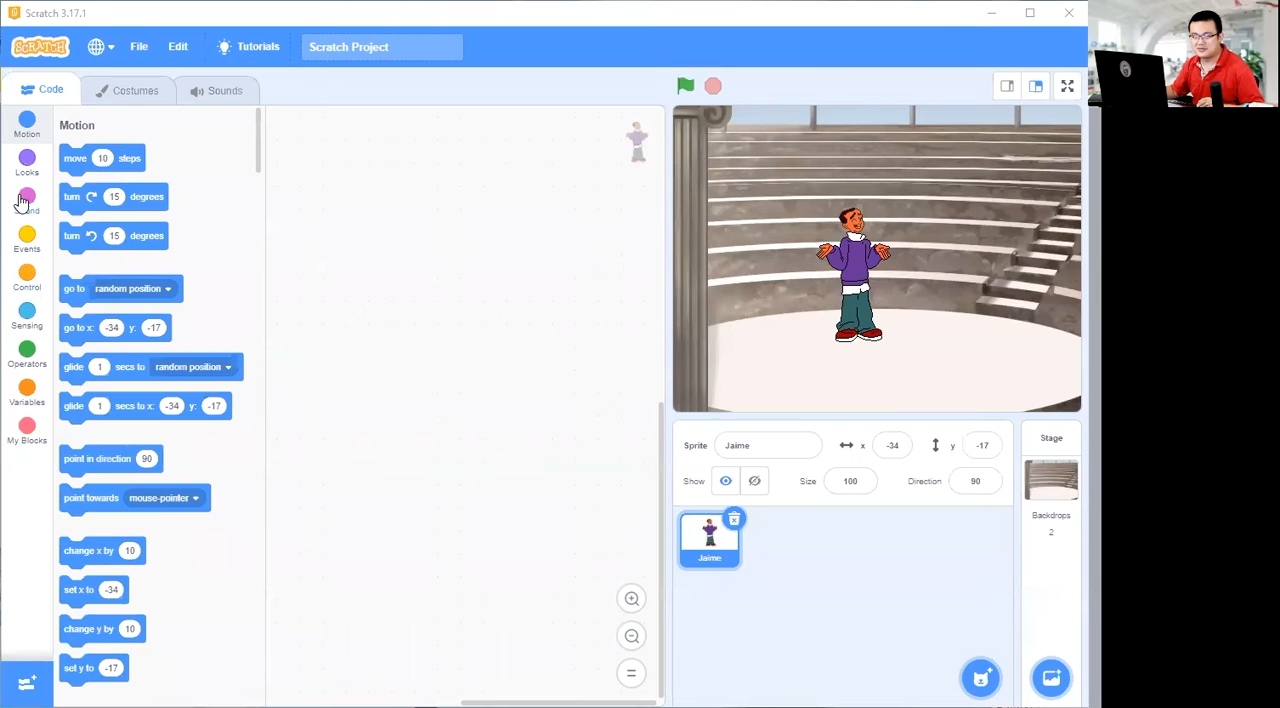 Scratch 3.17.1
SCRATCH File Edit Tutorials Scratch Project
Code Costumes Sounds
Motion
Looks
Sound
Events
Control
Sensing
Operators
Variables
My Blocks
Motion
move 10 steps
turn 15 degrees
turn 15 degrees
go to random position
go to x: -34 y: -17
glide 1 secs to random position
glide 1 secs to x: -34 y: -17
point in direction 90
point towards mouse-pointer
change x by 10
set x to -34
change y by 10
set y to -17
Sprite Jaime x -34 y -17
Show Size 100 Direction 90
Jaime
Stage
Backdrops
2